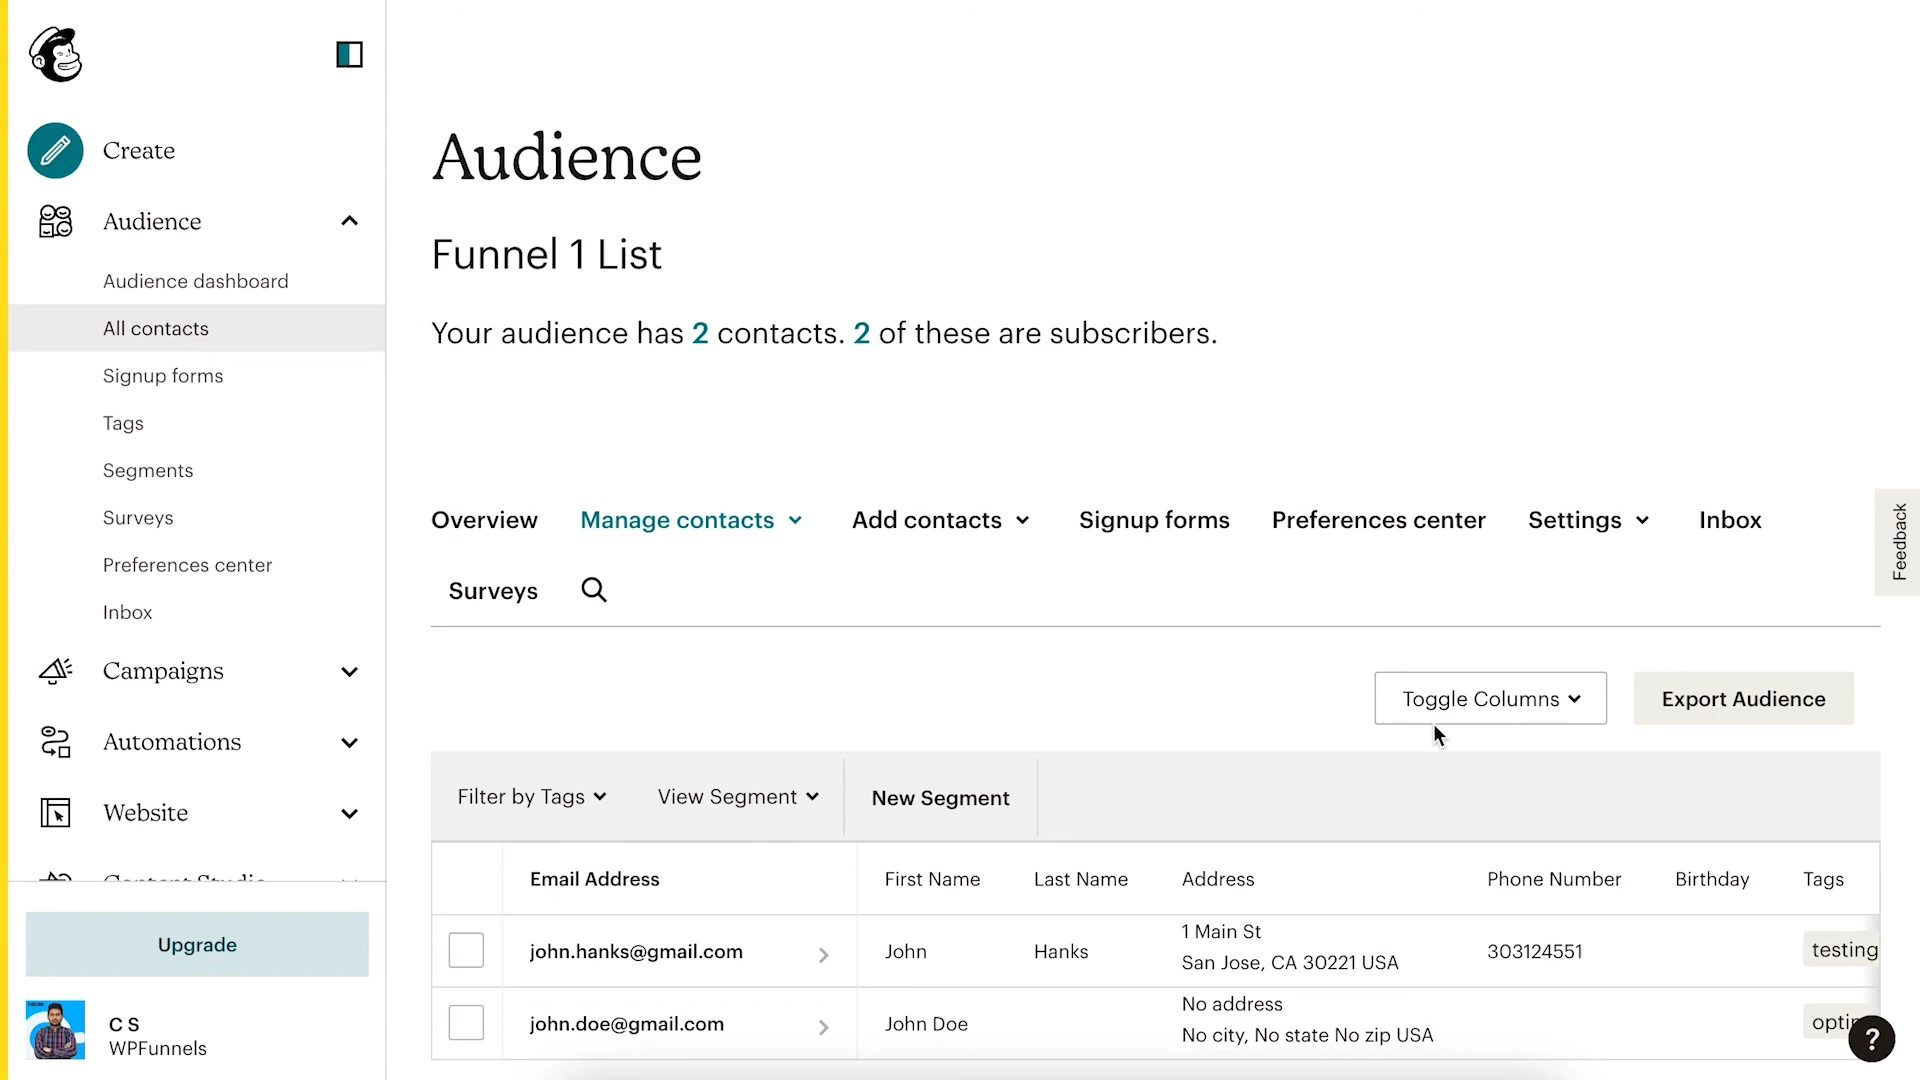 Create
Audience
Audience dashboard
All contacts
Signup forms
Tags
Segments
Surveys
Preferences center
Inbox
Campaigns
Automations
Website
Content Studio
Upgrade
C S
WPFunnels
Audience
Funnel 1 List
Your audience has 2 contacts. 2 of these are subscribers.
Overview Manage contacts Add contacts Signup forms Preferences center Settings Inbox
Surveys
Feedback
Toggle Columns Export Audience
Filter by Tags View Segment New Segment
Email Address First Name Last Name Address Phone Number Birthday Tags
john.hanks@gmail.com John Hanks 1 Main St
San Jose, CA 30221 USA 303124551 testing
john.doe@gmail.com John Doe No address
No city, No state No zip USA
?